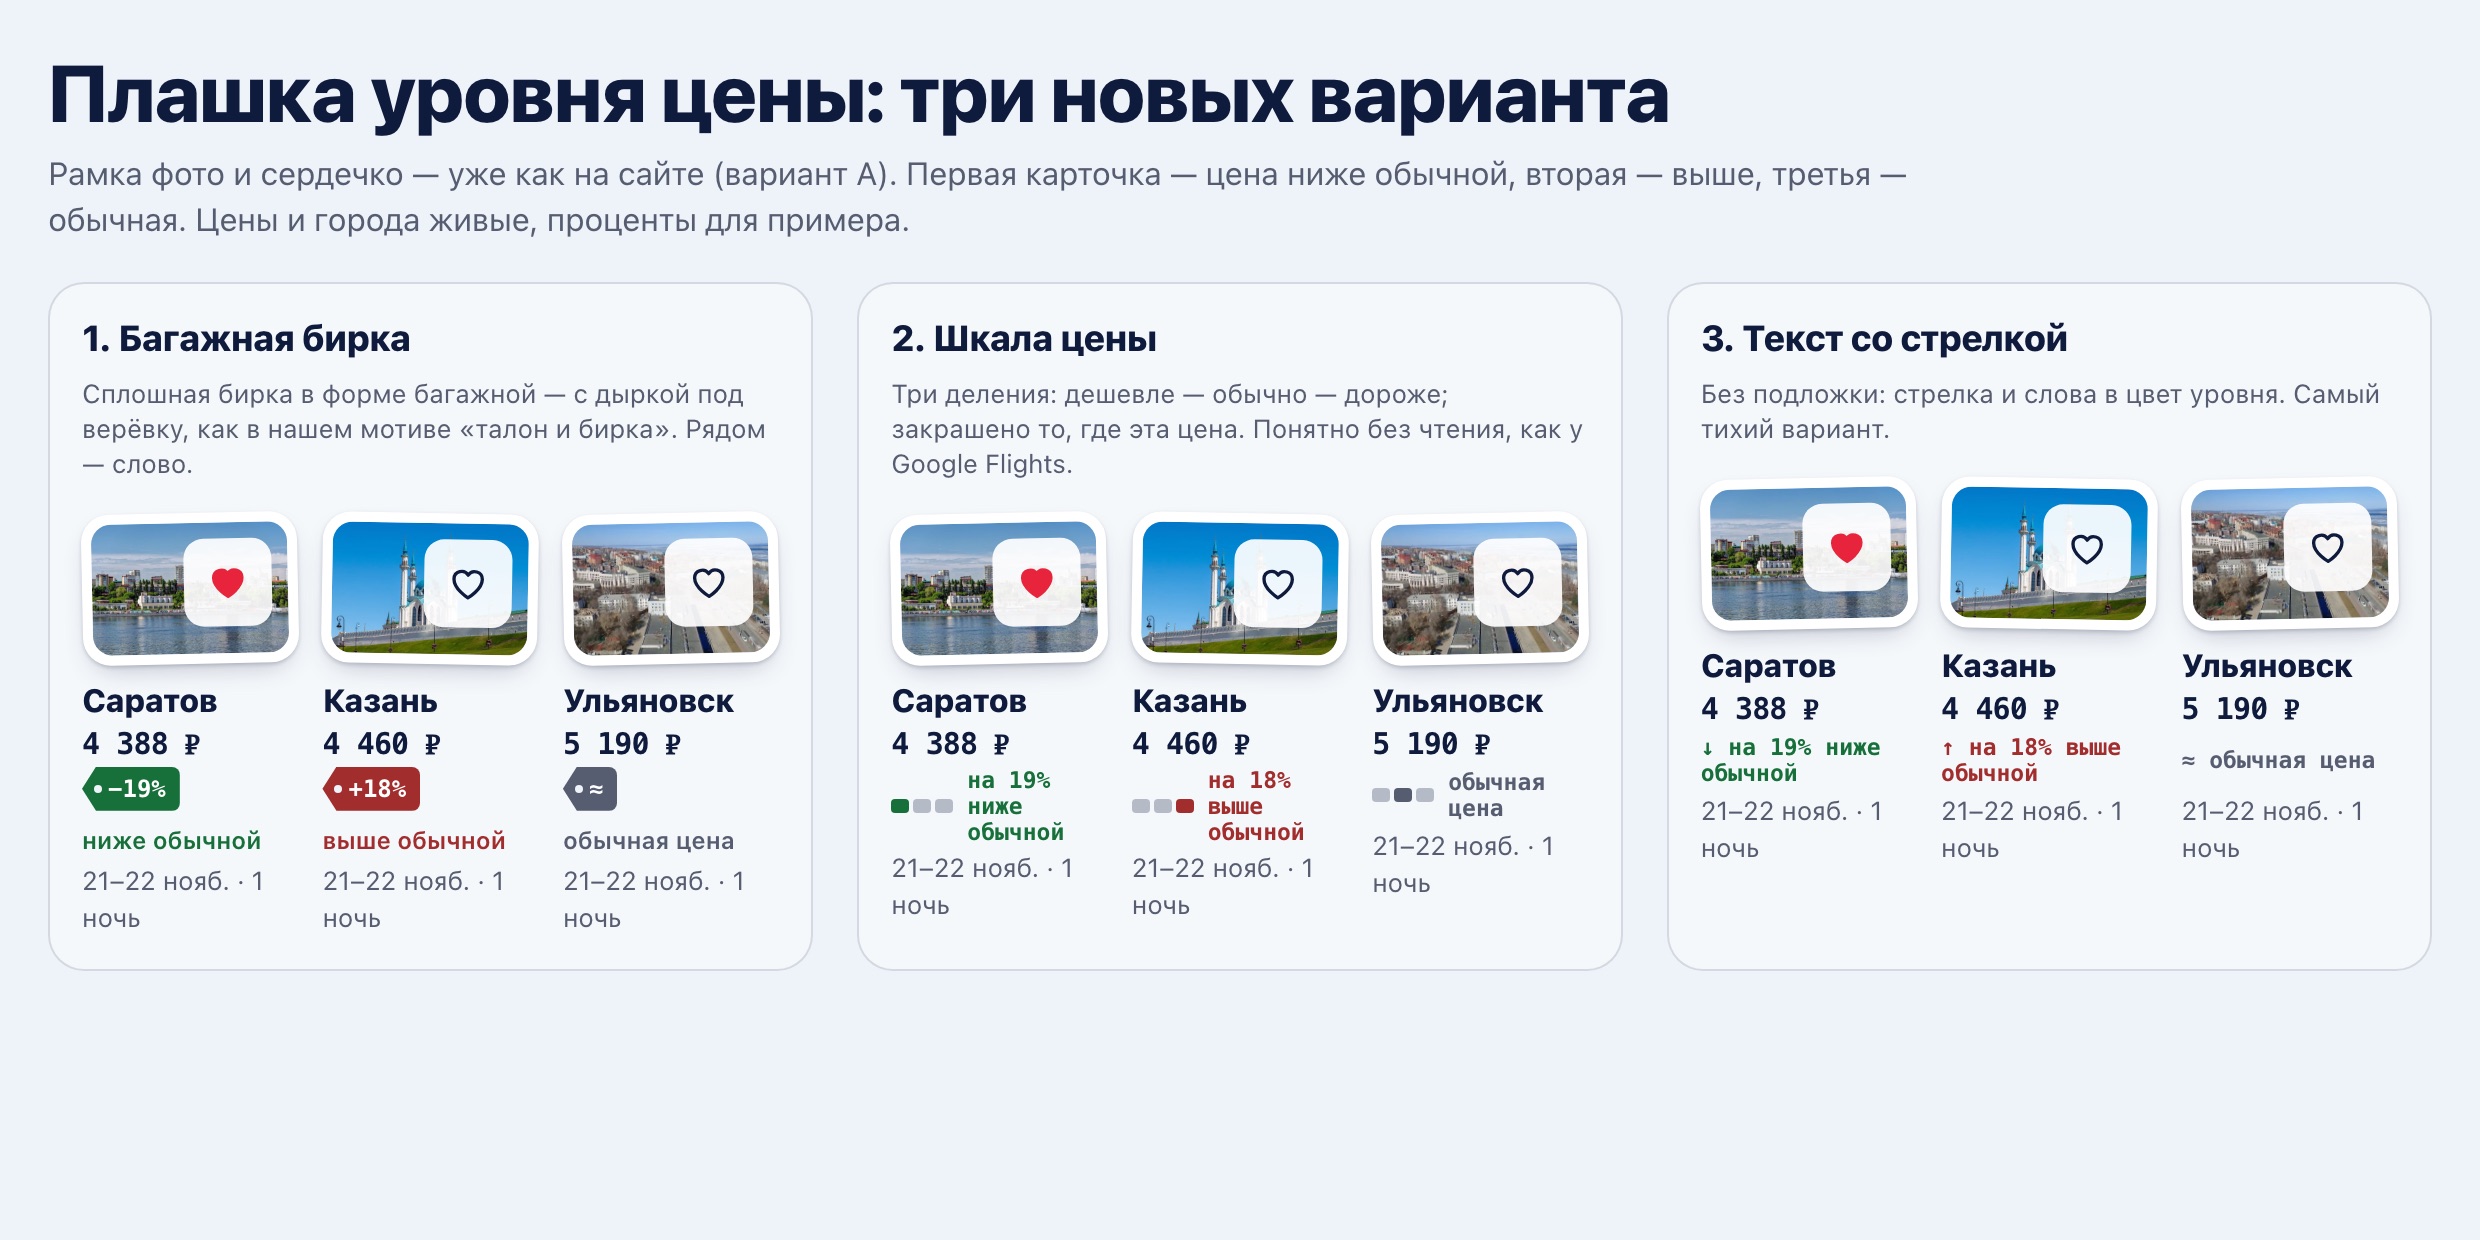 Плашка уровня цены: три новых варианта
Рамка фото и сердечко — уже как на сайте (вариант А). Первая карточка — цена ниже обычной, вторая — выше, третья —
обычная. Цены и города живые, проценты для примера.
1. Багажная бирка
Сплошная бирка в форме багажной — с дыркой под
верёвку, как в нашем мотиве «талон и бирка». Рядом
— слово.
Саратов
4 388 ₽
–19%
ниже обычной
21–22 нояб. · 1
ночь
Казань
4 460 ₽
+18%
выше обычной
21–22 нояб. · 1
ночь
Ульяновск
5 190 ₽
≈
обычная цена
21–22 нояб. · 1
ночь
2. Шкала цены
Три деления: дешевле — обычно — дороже;
закрашено то, где эта цена. Понятно без чтения, как у
Google Flights.
Саратов
4 388 ₽
на 19%
ниже
обычной
21–22 нояб. · 1
ночь
Казань
4 460 ₽
на 18%
выше
обычной
21–22 нояб. · 1
ночь
Ульяновск
5 190 ₽
обычная
цена
21–22 нояб. · 1
ночь
3. Текст со стрелкой
Без подложки: стрелка и слова в цвет уровня. Самый
тихий вариант.
Саратов
4 388 ₽
↓ на 19% ниже
обычной
21–22 нояб. · 1
ночь
Казань
4 460 ₽
↑ на 18% выше
обычной
21–22 нояб. · 1
ночь
Ульяновск
5 190 ₽
≈ обычная цена
21–22 нояб. · 1
ночь